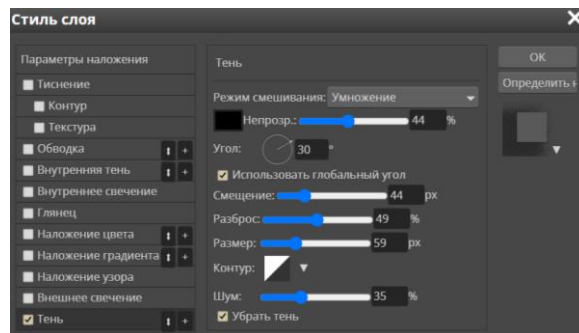 Стиль слоя
Параметры наложения
Тиснение
Контур
Текстура
Обводка
Внутренняя тень
Внутреннее свечение
Глянец
Наложение цвета
Наложение градиента
Наложение узора
Внешнее свечение
Тень
Тень
Режим смешивания: Умножение
Непрозр.: 44 %
Угол: 30 °
Использовать глобальный угол
Смещение: 44 px
Разброс: 49 %
Размер: 59 px
Контур:
Шум: 35 %
Убрать тень
OK
Определить н